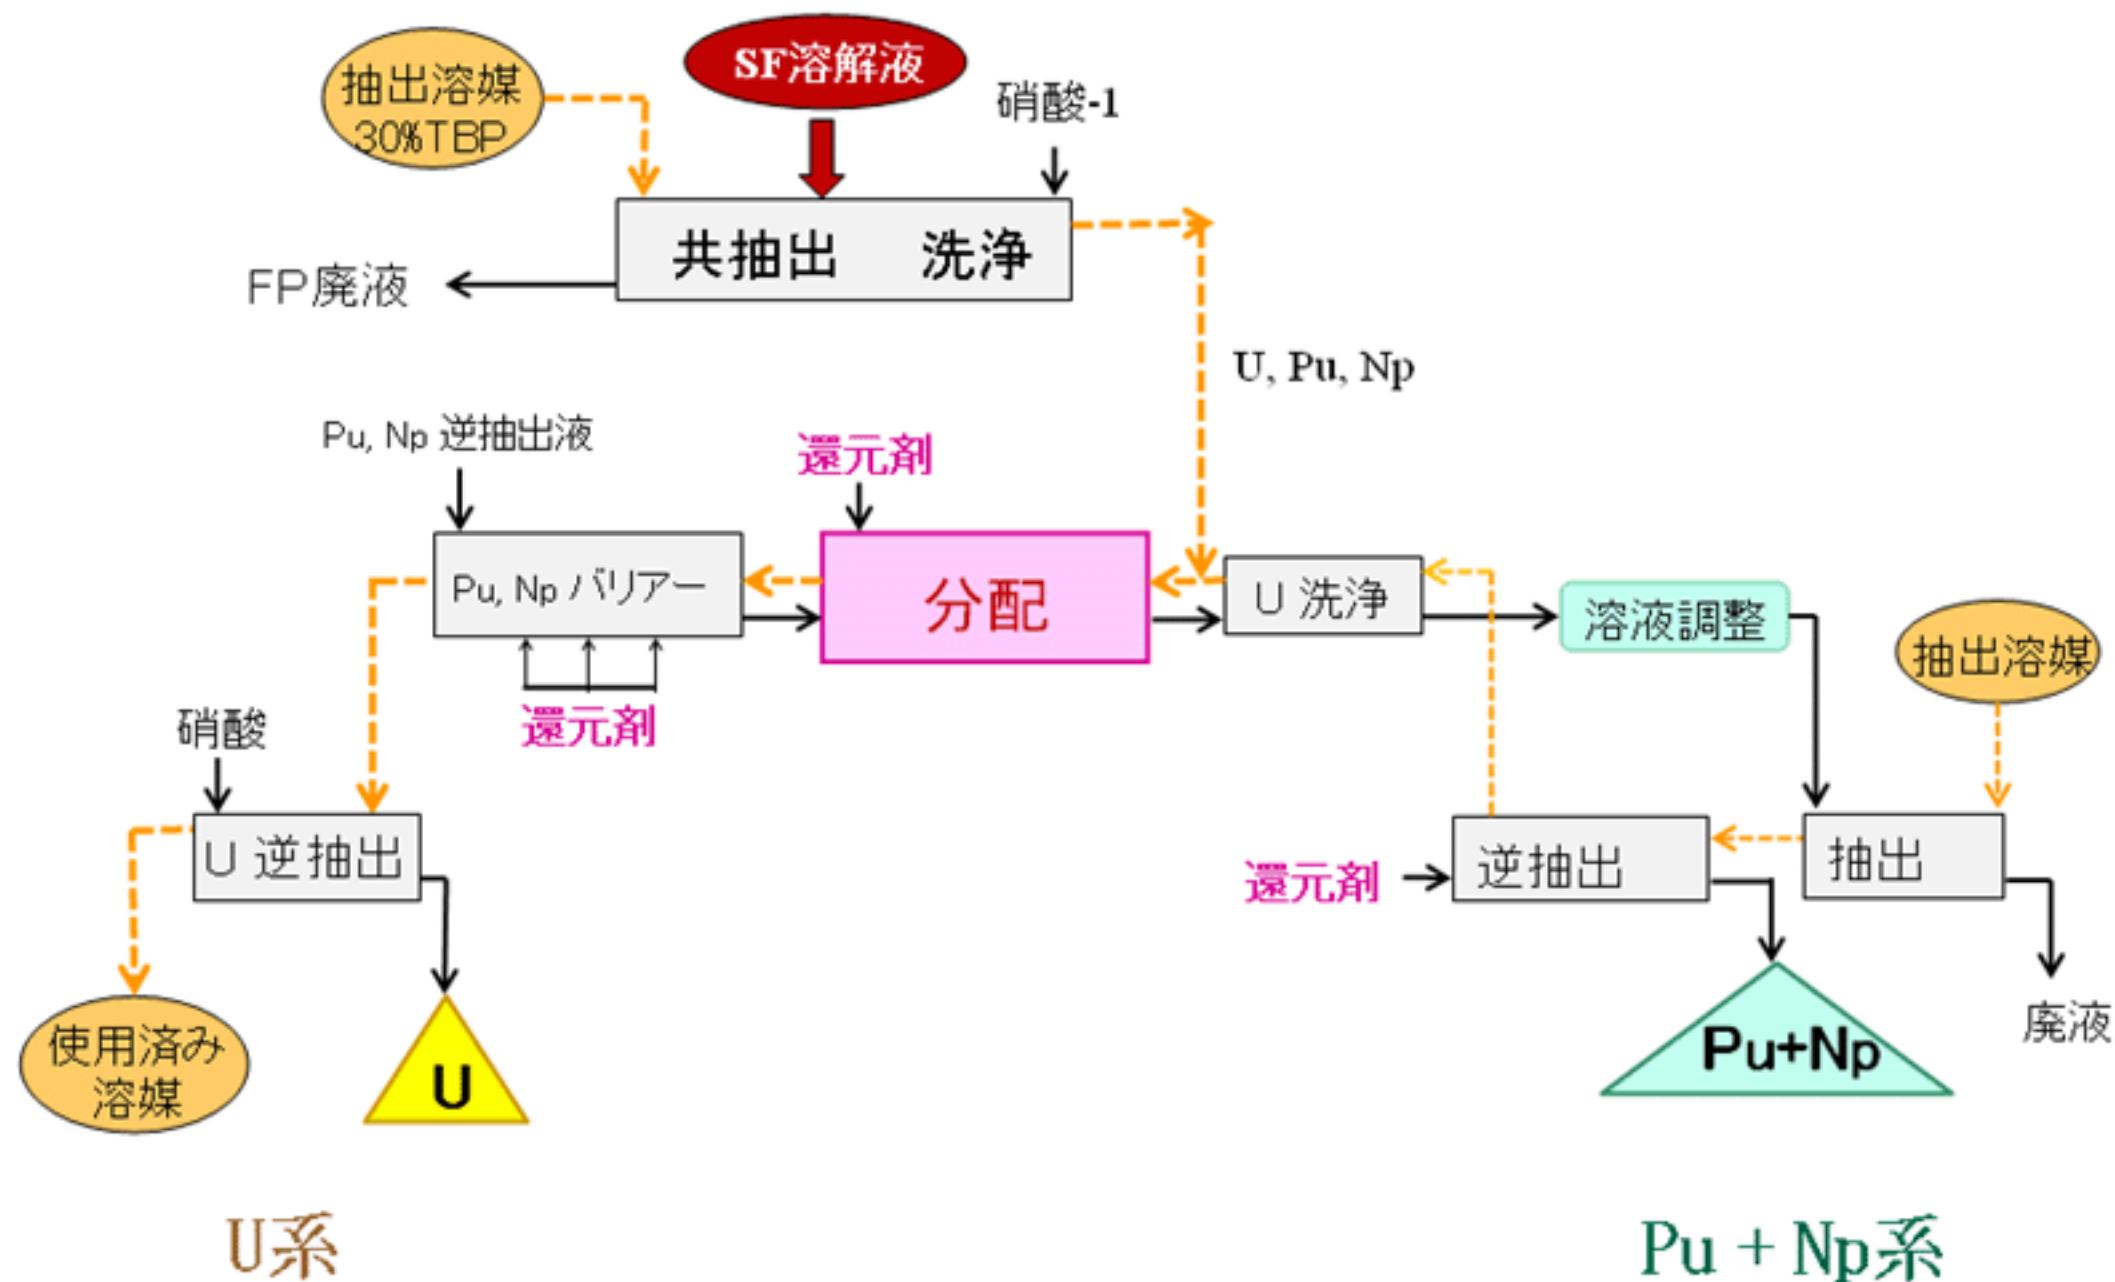 SF溶解液
抽出溶媒
30%TBP
硝酸-1
共抽出 洗浄
FP廃液
U, Pu, Np
Pu, Np 逆抽出液
還元剤
Pu, Np バリアー
分配
U 洗浄
溶液調整
抽出溶媒
還元剤
硝酸
U 逆抽出
還元剤
逆抽出
抽出
使用済み
溶媒
U
Pu+Np
廃液
U系
Pu + Np系